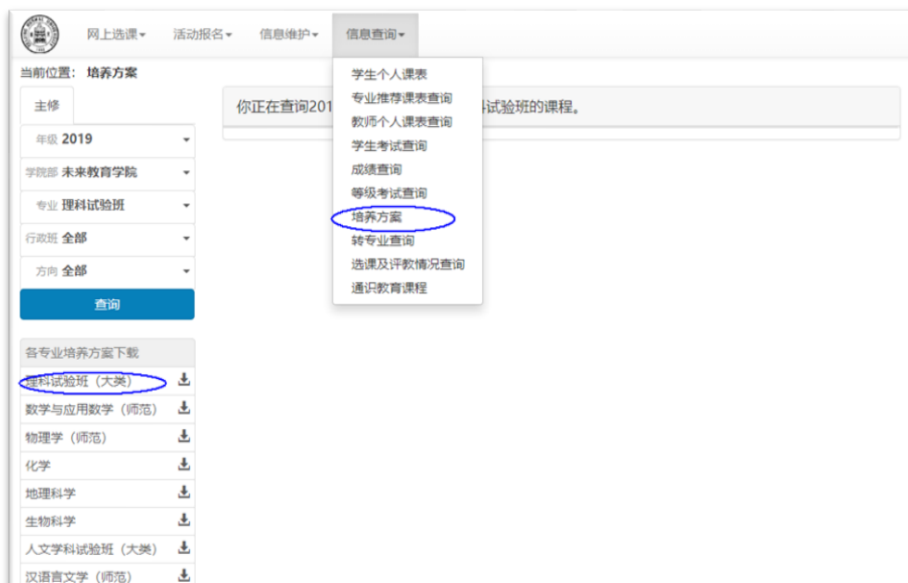 网上选课 活动报名 信息维护 信息查询
当前位置: 培养方案
主修
年级 2019
学院部 未来教育学院
专业 理科试验班
行政班 全部
方向 全部
查询
各专业培养方案下载
理科试验班(大类)
数学与应用数学(师范)
物理学(师范)
化学
地理科学
生物科学
人文学科试验班(大类)
汉语言文学(师范)
学生个人课表
专业推荐课表查询
教师个人课表查询
学生考试查询
成绩查询
等级考试查询
培养方案
转专业查询
选课及评教情况查询
通识教育课程
你正在查询201 科试验班的课程。